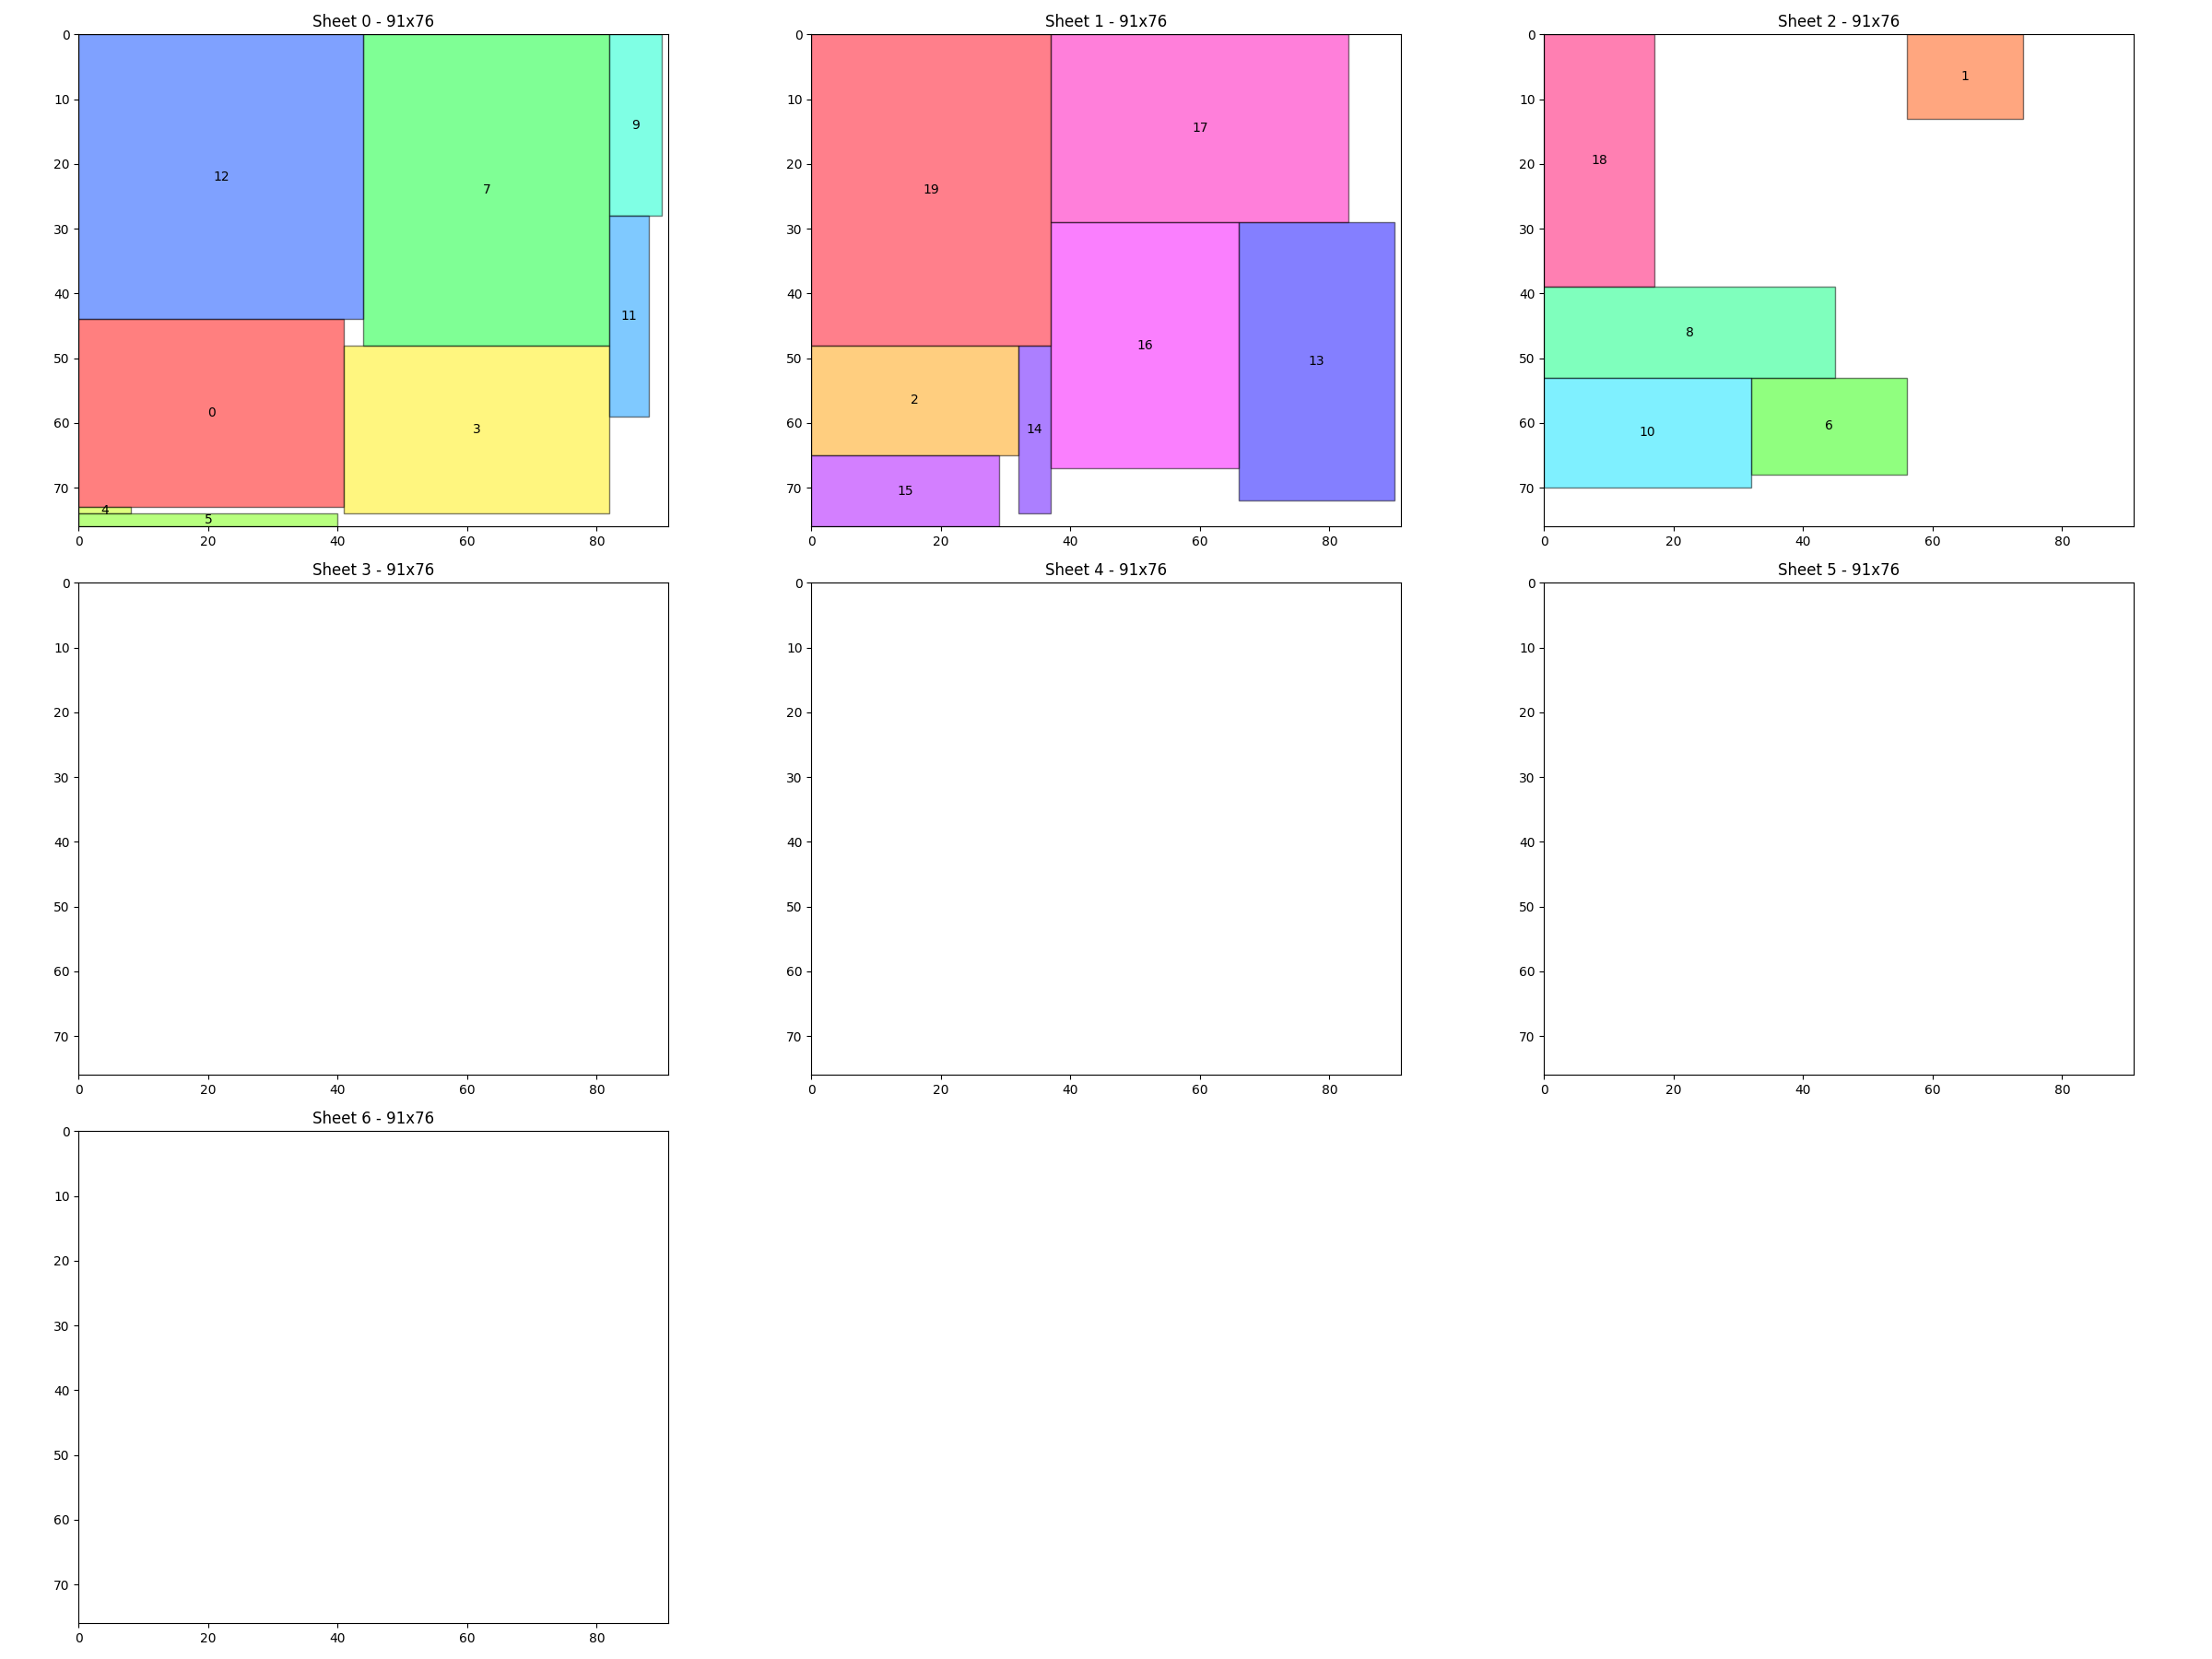 Sheet 0 - 91x76
Sheet 1 - 91x76
Sheet 2 - 91x76
0 0 0
12 7 9 19 17 18 1
10 10 10
20 20 20
30 30 30
11 16 13 8
40 40 40
50 50 50
0 3 2 14 10 6
60 60 60
4 5 15
70 70 70
0 20 40 60 80
0 20 40 60 80
0 20 40 60 80
Sheet 3 - 91x76
Sheet 4 - 91x76
Sheet 5 - 91x76
0 0 0
10 10 10
20 20 20
30 30 30
40 40 40
50 50 50
60 60 60
70 70 70
0 20 40 60 80
0 20 40 60 80
0 20 40 60 80
Sheet 6 - 91x76
0
10
20
30
40
50
60
70
0 20 40 60 80